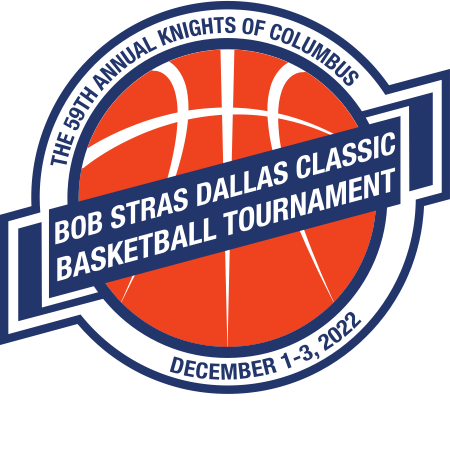 THE 59TH ANNUAL KNIGHTS OF COLUMBUS
BOB STRAS DALLAS CLASSIC
BASKETBALL TOURNAMENT
DECEMBER 1-3, 2022